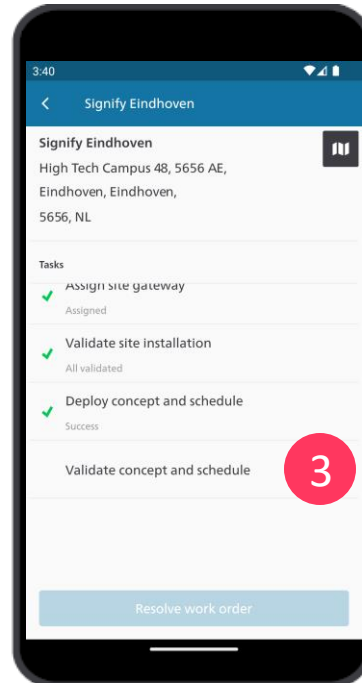 3:40
Signify Eindhoven
Signify Eindhoven
High Tech Campus 48, 5656 AE,
Eindhoven, Eindhoven,
5656, NL
Tasks
Assign site gateway
Assigned
Validate site installation
All validated
Deploy concept and schedule
Success
Validate concept and schedule
3
Resolve work order